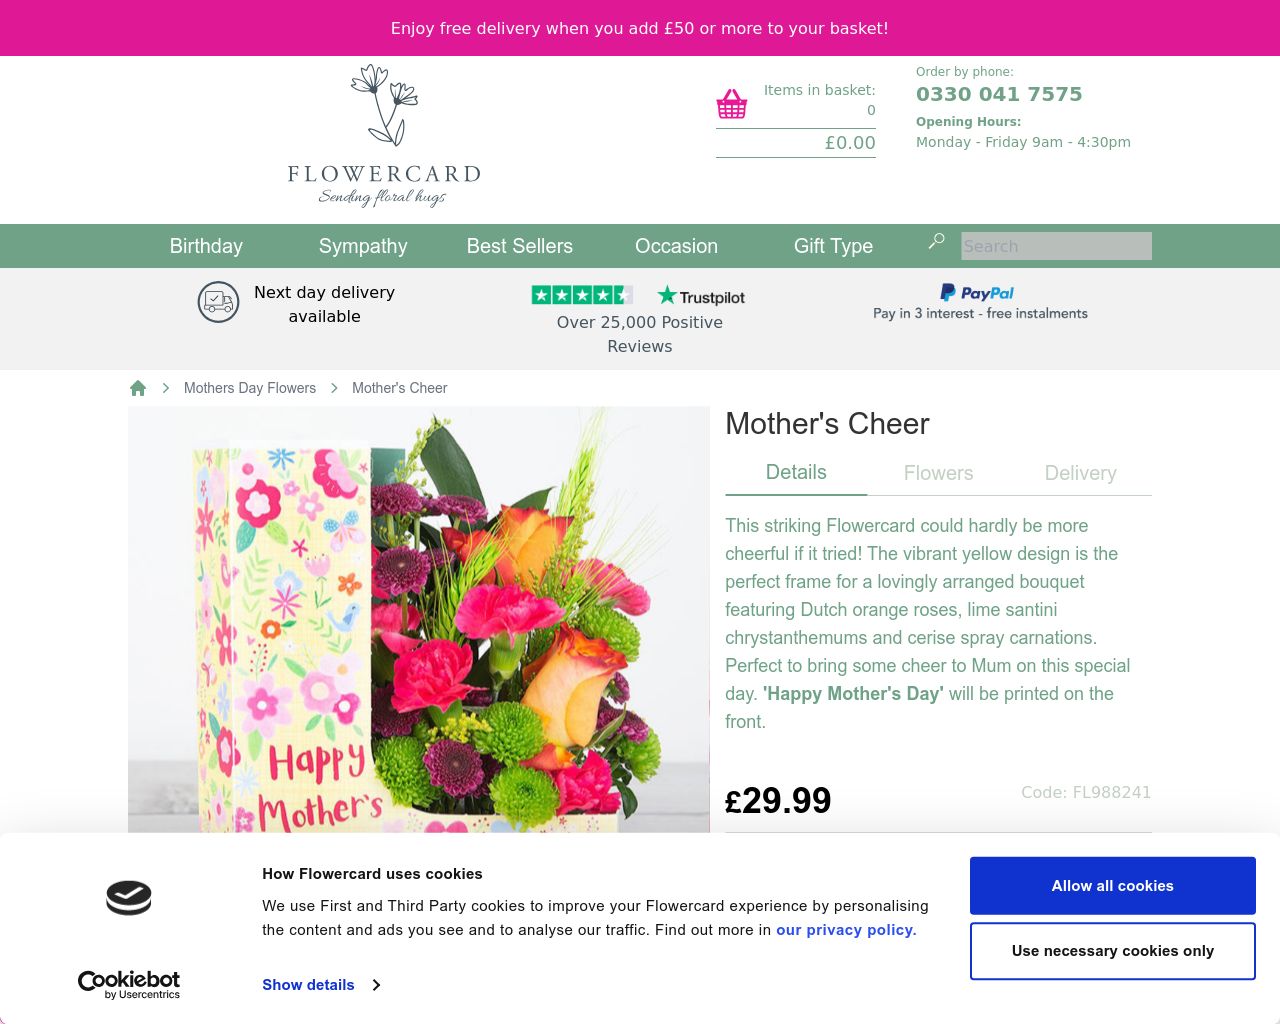 Enjoy free delivery when you add £50 or more to your basket!
FLOWERCARD
Sending floral hugs
Items in basket:
0
£0.00
Order by phone:
0330 041 7575
Opening Hours:
Monday - Friday 9am - 4:30pm
Birthday
Sympathy
Best Sellers
Occasion
Gift Type
Search
Next day delivery
available
Trustpilot
Over 25,000 Positive
Reviews
PayPal
Pay in 3 interest - free instalments
Mothers Day Flowers
Mother's Cheer
Happy
Mother's
Mother's Cheer
Details
Flowers
Delivery
This striking Flowercard could hardly be more
cheerful if it tried! The vibrant yellow design is the
perfect frame for a lovingly arranged bouquet
featuring Dutch orange roses, lime santini
chrystanthemums and cerise spray carnations.
Perfect to bring some cheer to Mum on this special
day. 'Happy Mother's Day' will be printed on the
front.
£29.99
Code: FL988241
Cookiebot
by Usercentrics
How Flowercard uses cookies
We use First and Third Party cookies to improve your Flowercard experience by personalising
the content and ads you see and to analyse our traffic. Find out more in our privacy policy.
Show details
Allow all cookies
Use necessary cookies only